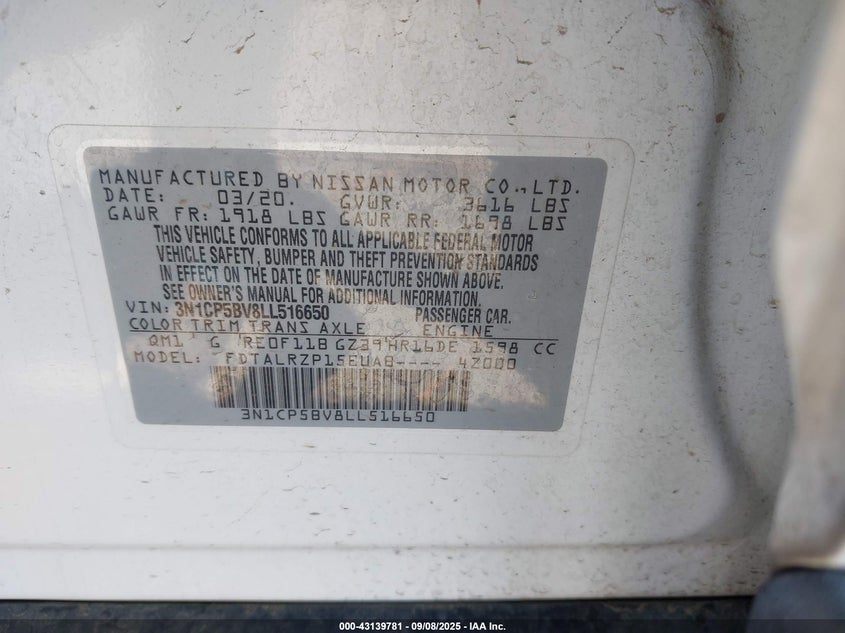 MANUFACTURED BY NISSAN MOTOR CO., LTD.
DATE: 03/20. GVWR: 3616 LBS
GAWR FR: 1918 LBS GAWR RR: 1698 LBS
THIS VEHICLE CONFORMS TO ALL APPLICABLE FEDERAL MOTOR
VEHICLE SAFETY, BUMPER AND THEFT PREVENTION STANDARDS
IN EFFECT ON THE DATE OF MANUFACTURE SHOWN ABOVE.
SEE OWNER'S MANUAL FOR ADDITIONAL INFORMATION.
VIN: 3N1CP5BV8LL516650 PASSENGER CAR.
COLOR TRIM TRANS AXLE ENGINE
QM1 G RE0F11B GZ39 HR16DE 1598 CC
MODEL: FDTALRZP15EUAB---- 42000
3N1CP5BV8LL516650
000-43139781 - 09/08/2025 - IAA Inc.